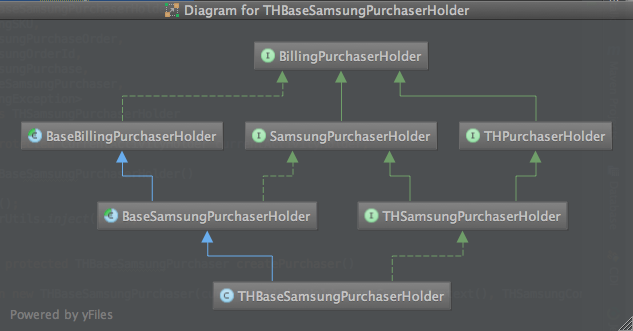 Diagram for THBaseSamsungPurchaserHolder
I BillingPurchaserHolder
C BaseBillingPurchaserHolder I SamsungPurchaserHolder I THPurchaserHolder
C BaseSamsungPurchaserHolder I THSamsungPurchaserHolder
C THBaseSamsungPurchaserHolder
Powered by yFiles